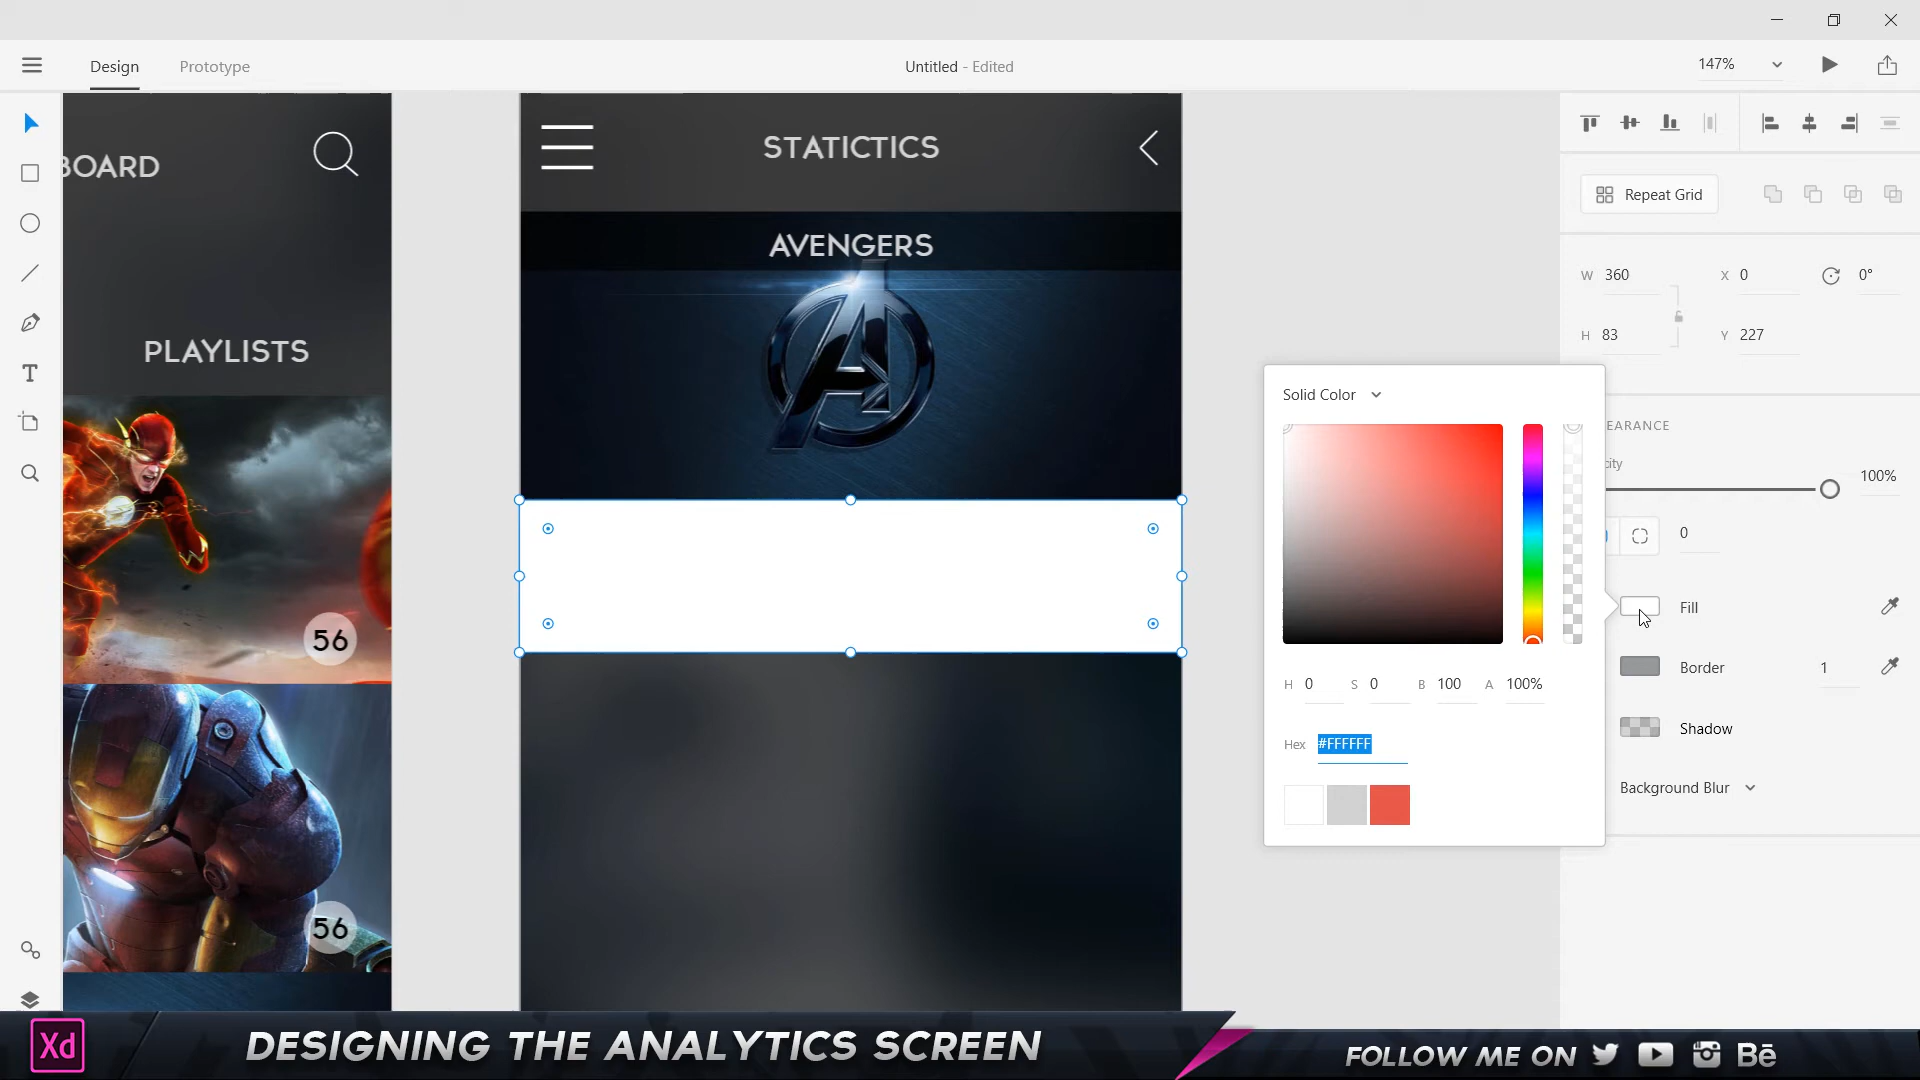 Design
Prototype
Untitled - Edited
147%
BOARD
STATICTICS
AVENGERS
PLAYLISTS
56
56
Repeat Grid
W 360
X 0
0°
H 83
Y 227
Solid Color
EARANCE
city
100%
0
Fill
Border
1
Shadow
Background Blur
H 0 S 0 B 100 A 100%
Hex #FFFFFF
Xd
DESIGNING THE ANALYTICS SCREEN
FOLLOW ME ON
Bē